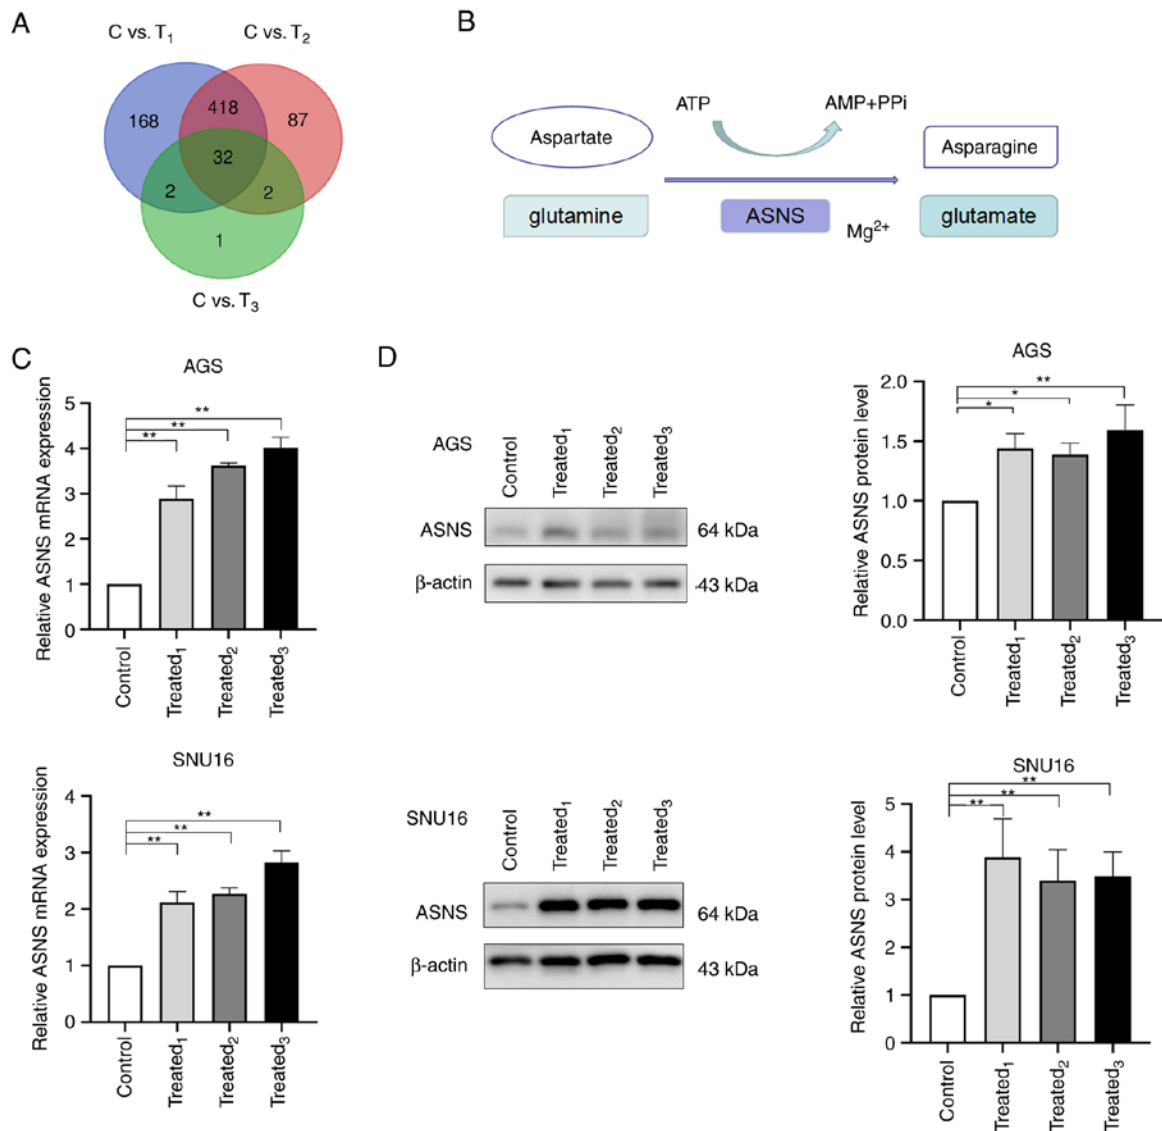 A
C vs. T1
C vs. T2
168
418
87
32
2
2
1
C vs. T3
B
ATP
AMP+PPi
Aspartate
Asparagine
glutamine
ASNS
Mg2+
glutamate
C
AGS
Relative ASNS mRNA expression
5
4
3
2
1
0
**
**
**
Control
Treated1
Treated2
Treated3
SNU16
Relative ASNS mRNA expression
4
3
2
1
0
**
**
**
Control
Treated1
Treated2
Treated3
D
AGS
Control
Treated1
Treated2
Treated3
ASNS
64 kDa
β-actin
43 kDa
AGS
Relative ASNS protein level
2.0
1.5
1.0
0.5
0.0
**
*
*
Control
Treated1
Treated2
Treated3
SNU16
Control
Treated1
Treated2
Treated3
ASNS
64 kDa
β-actin
43 kDa
SNU16
Relative ASNS protein level
5
4
3
2
1
0
**
**
**
Control
Treated1
Treated2
Treated3